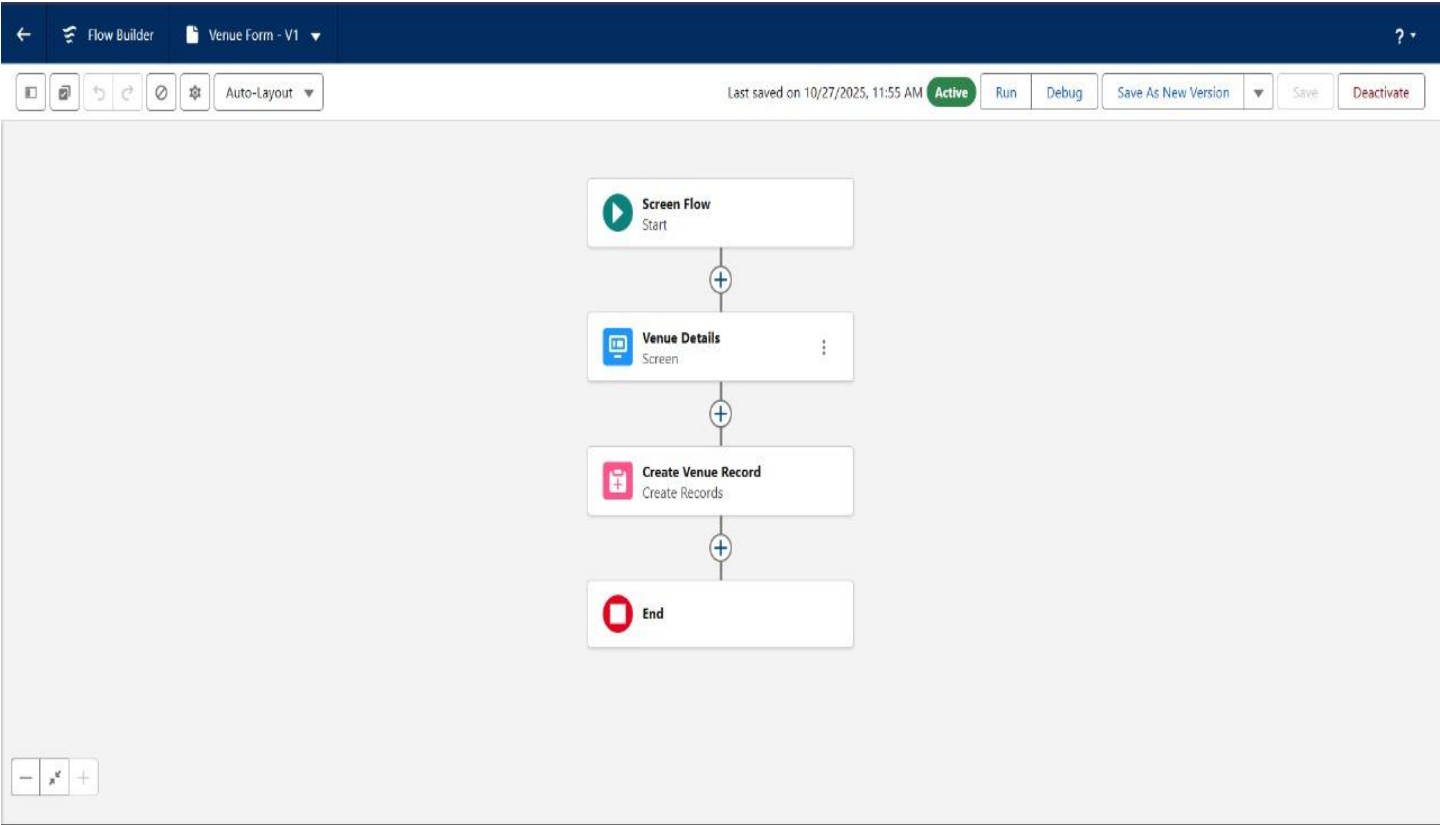 Flow Builder
Venue Form - V1
?
Auto-Layout
Last saved on 10/27/2025, 11:55 AM
Active
Run
Debug
Save As New Version
Save
Deactivate
Screen Flow
Start
Venue Details
Screen
Create Venue Record
Create Records
End